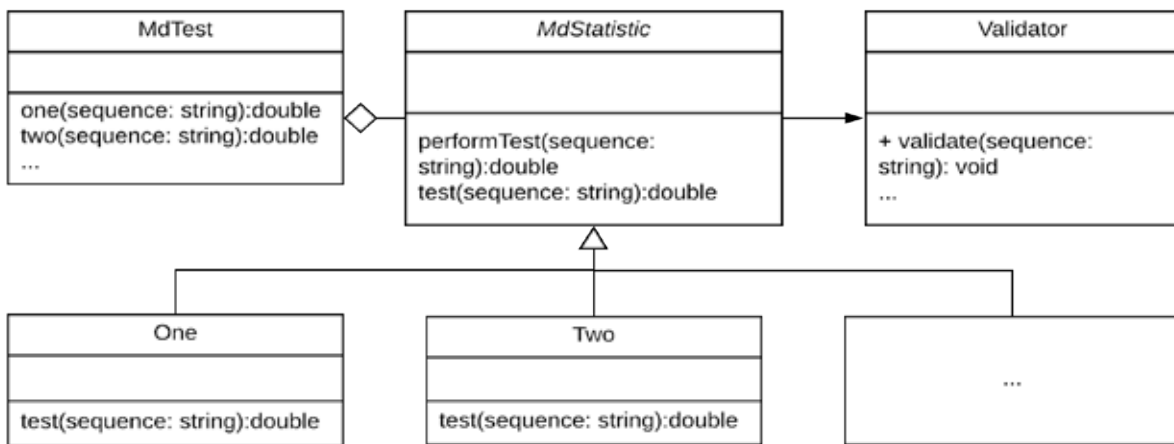 MdTest
one(sequence: string):double
two(sequence: string):double
...
MdStatistic
performTest(sequence:
string):double
test(sequence: string):double
Validator
+ validate(sequence:
string): void
...
One
test(sequence: string):double
Two
test(sequence: string):double
...